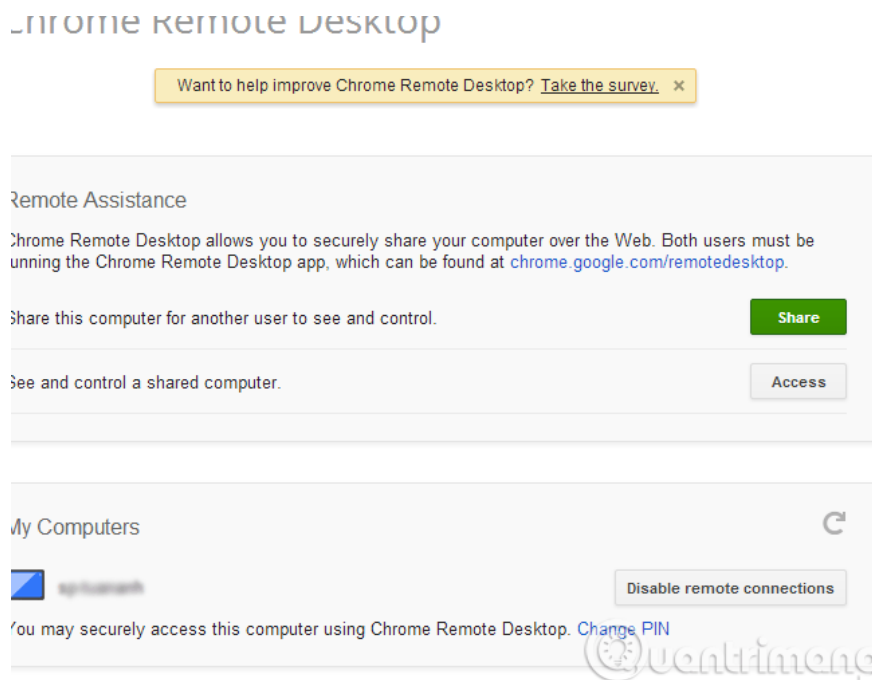 Chrome Remote Desktop
Want to help improve Chrome Remote Desktop? Take the survey. ×
Remote Assistance
Chrome Remote Desktop allows you to securely share your computer over the Web. Both users must be
running the Chrome Remote Desktop app, which can be found at chrome.google.com/remotedesktop.
Share this computer for another user to see and control.
Share
See and control a shared computer.
Access
My Computers
Disable remote connections
You may securely access this computer using Chrome Remote Desktop. Change PIN
Quantrimang